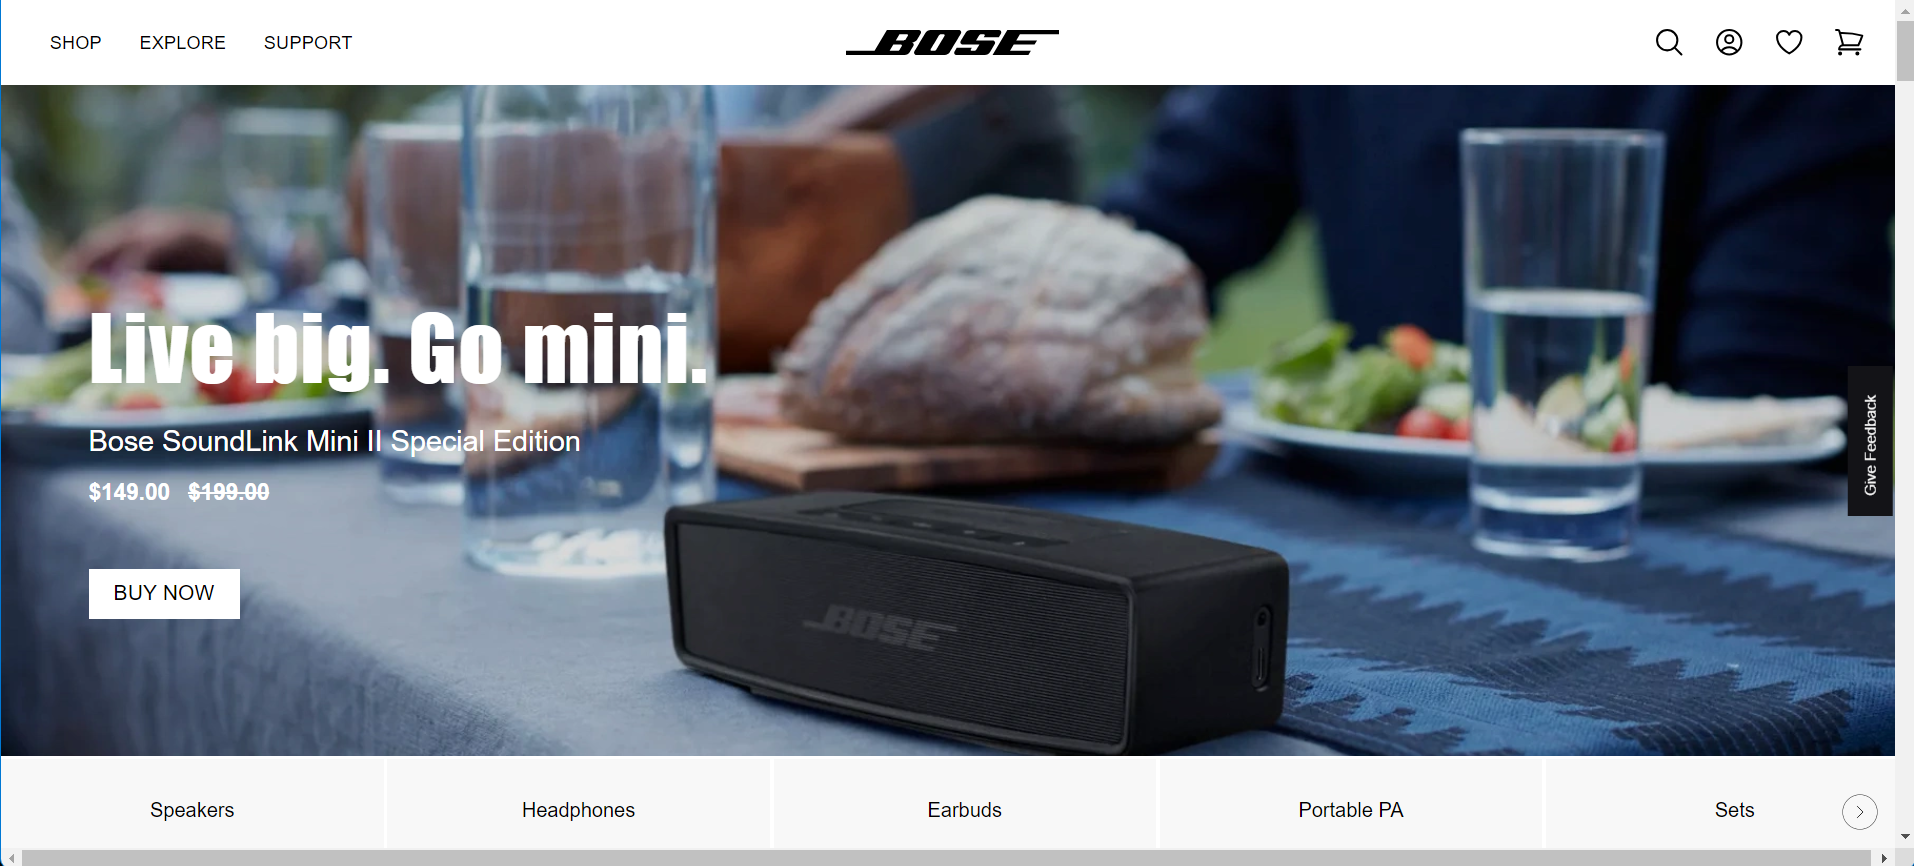 SHOP
EXPLORE
SUPPORT
BOSE
Live big. Go mini.
Bose SoundLink Mini II Special Edition
$149.00 $199.00
BUY NOW
BOSE
Give Feedback
Speakers
Headphones
Earbuds
Portable PA
Sets